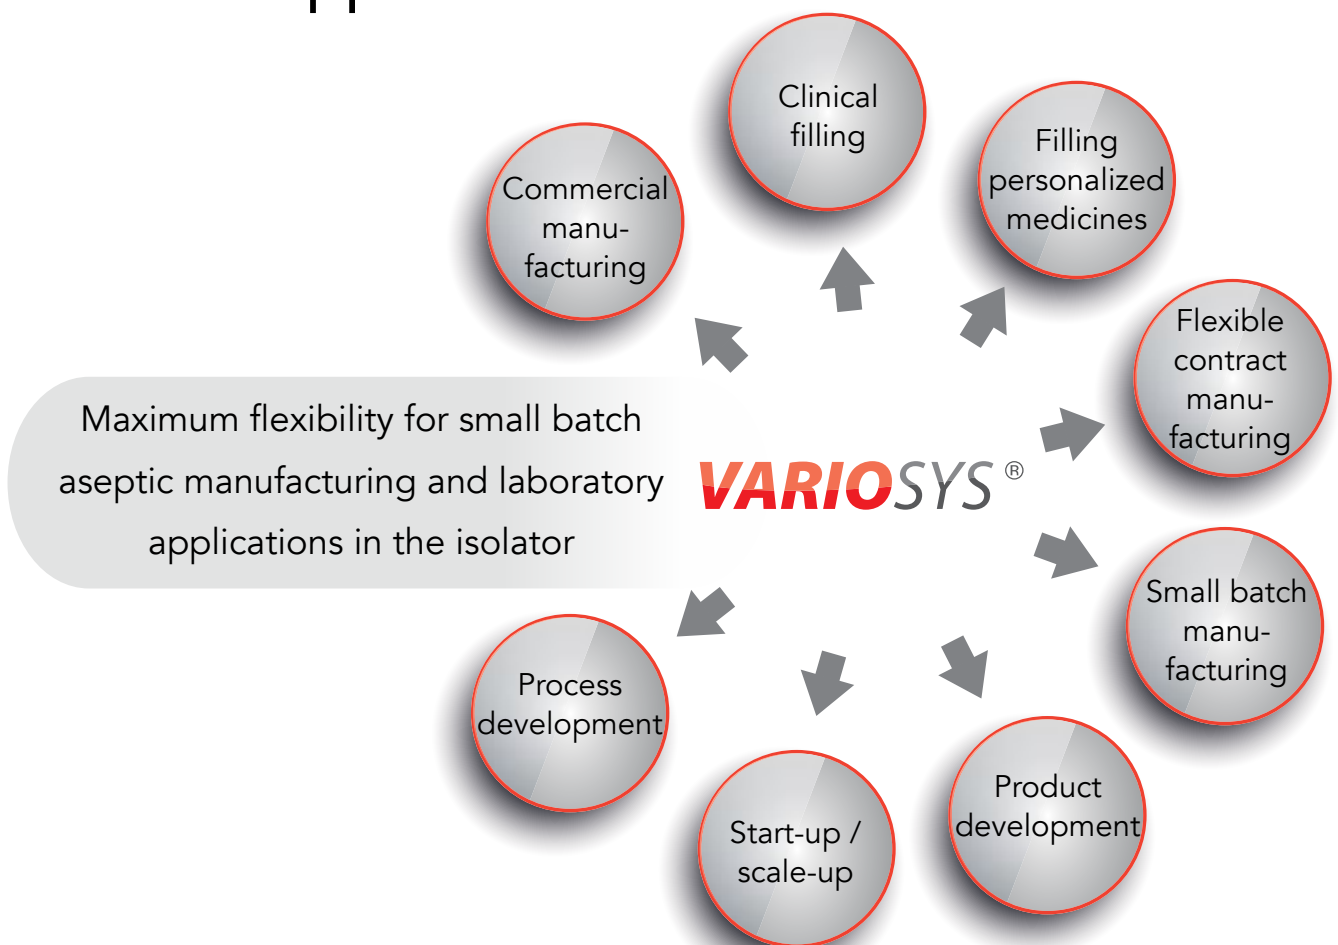 Clinical
filling
Filling
personalized
medicines
Commercial
manu-
facturing
Flexible
contract
manu-
facturing
Maximum flexibility for small batch
aseptic manufacturing and laboratory
applications in the isolator
VARIOSYS®
Small batch
manu-
facturing
Process
development
Product
development
Start-up /
scale-up